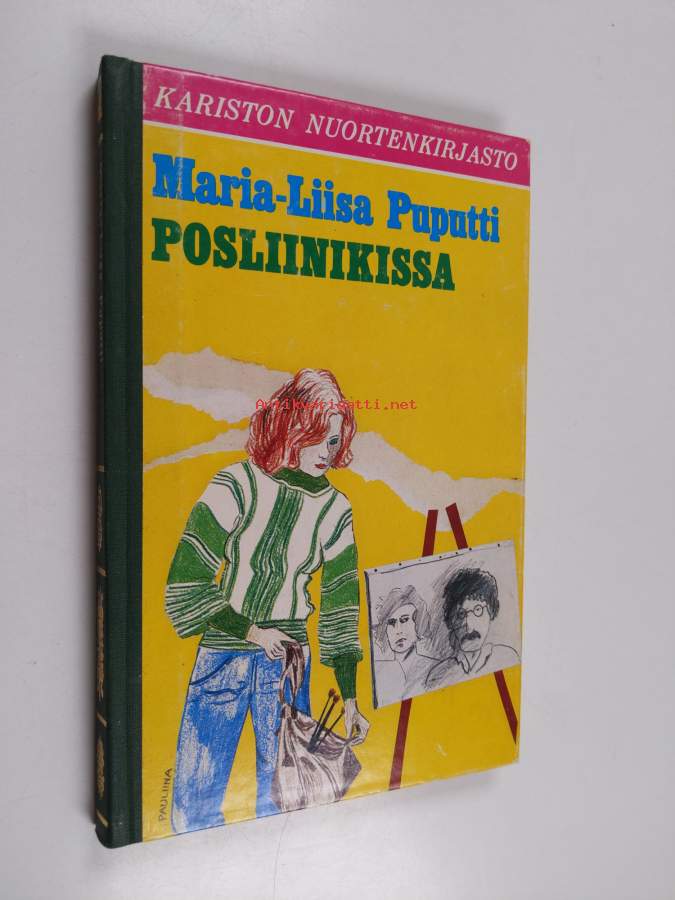 KARISTON NUORTENKIRJASTO
Maria-Liisa Puputti
POSLIINIKISSA
Antikvariaatti.net
PAULIINA